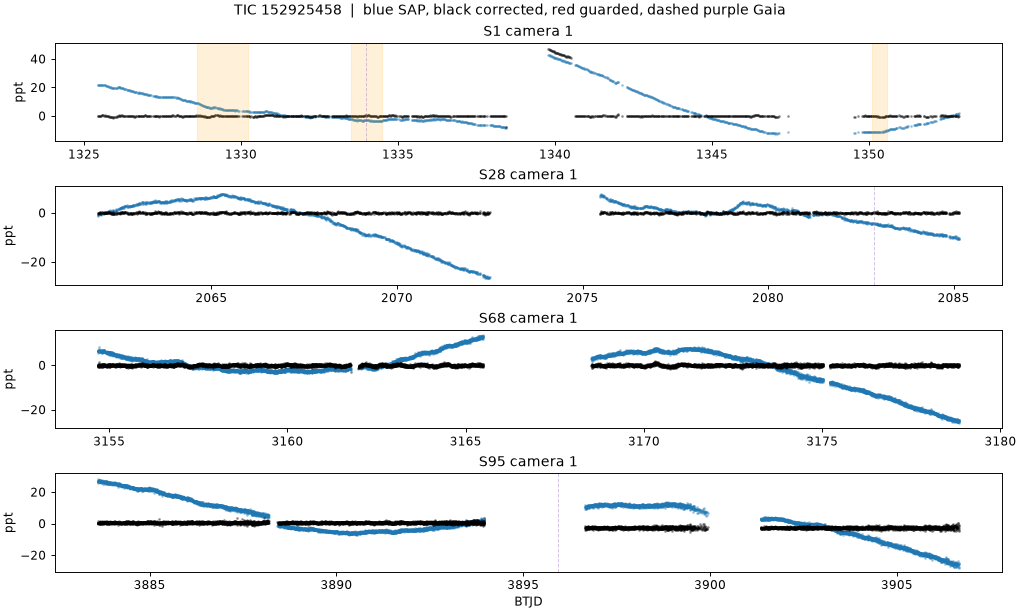 TIC 152925458 | blue SAP, black corrected, red guarded, dashed purple Gaia
S1 camera 1
ppt
40
20
0
1325 1330 1335 1340 1345 1350
S28 camera 1
ppt
0
−20
2065 2070 2075 2080 2085
S68 camera 1
ppt
0
−20
3155 3160 3165 3170 3175 3180
S95 camera 1
ppt
20
0
−20
3885 3890 3895 3900 3905
BTJD